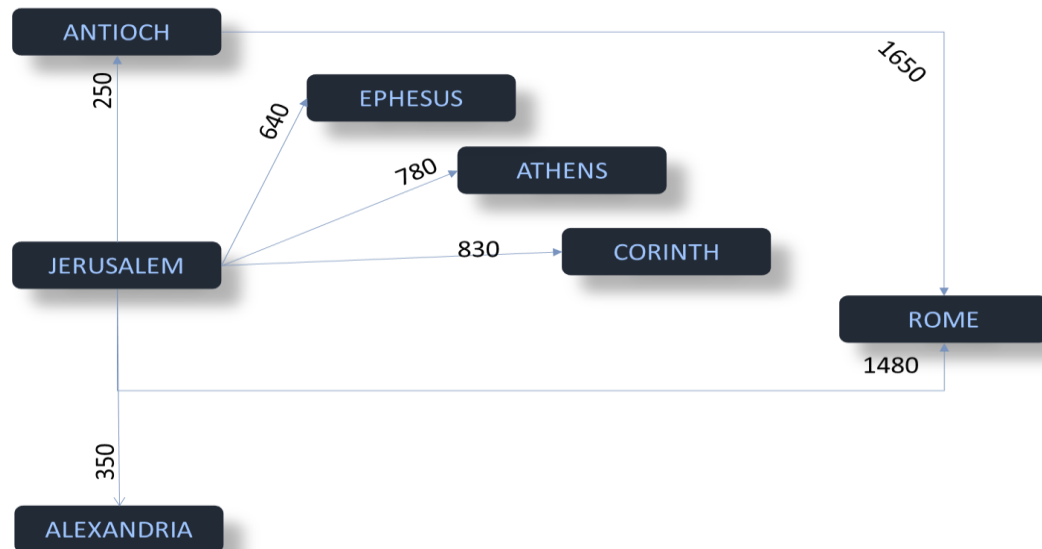 ANTIOCH
1650
250
EPHESUS
640
ATHENS
780
CORINTH
830
JERUSALEM
ROME
1480
350
ALEXANDRIA